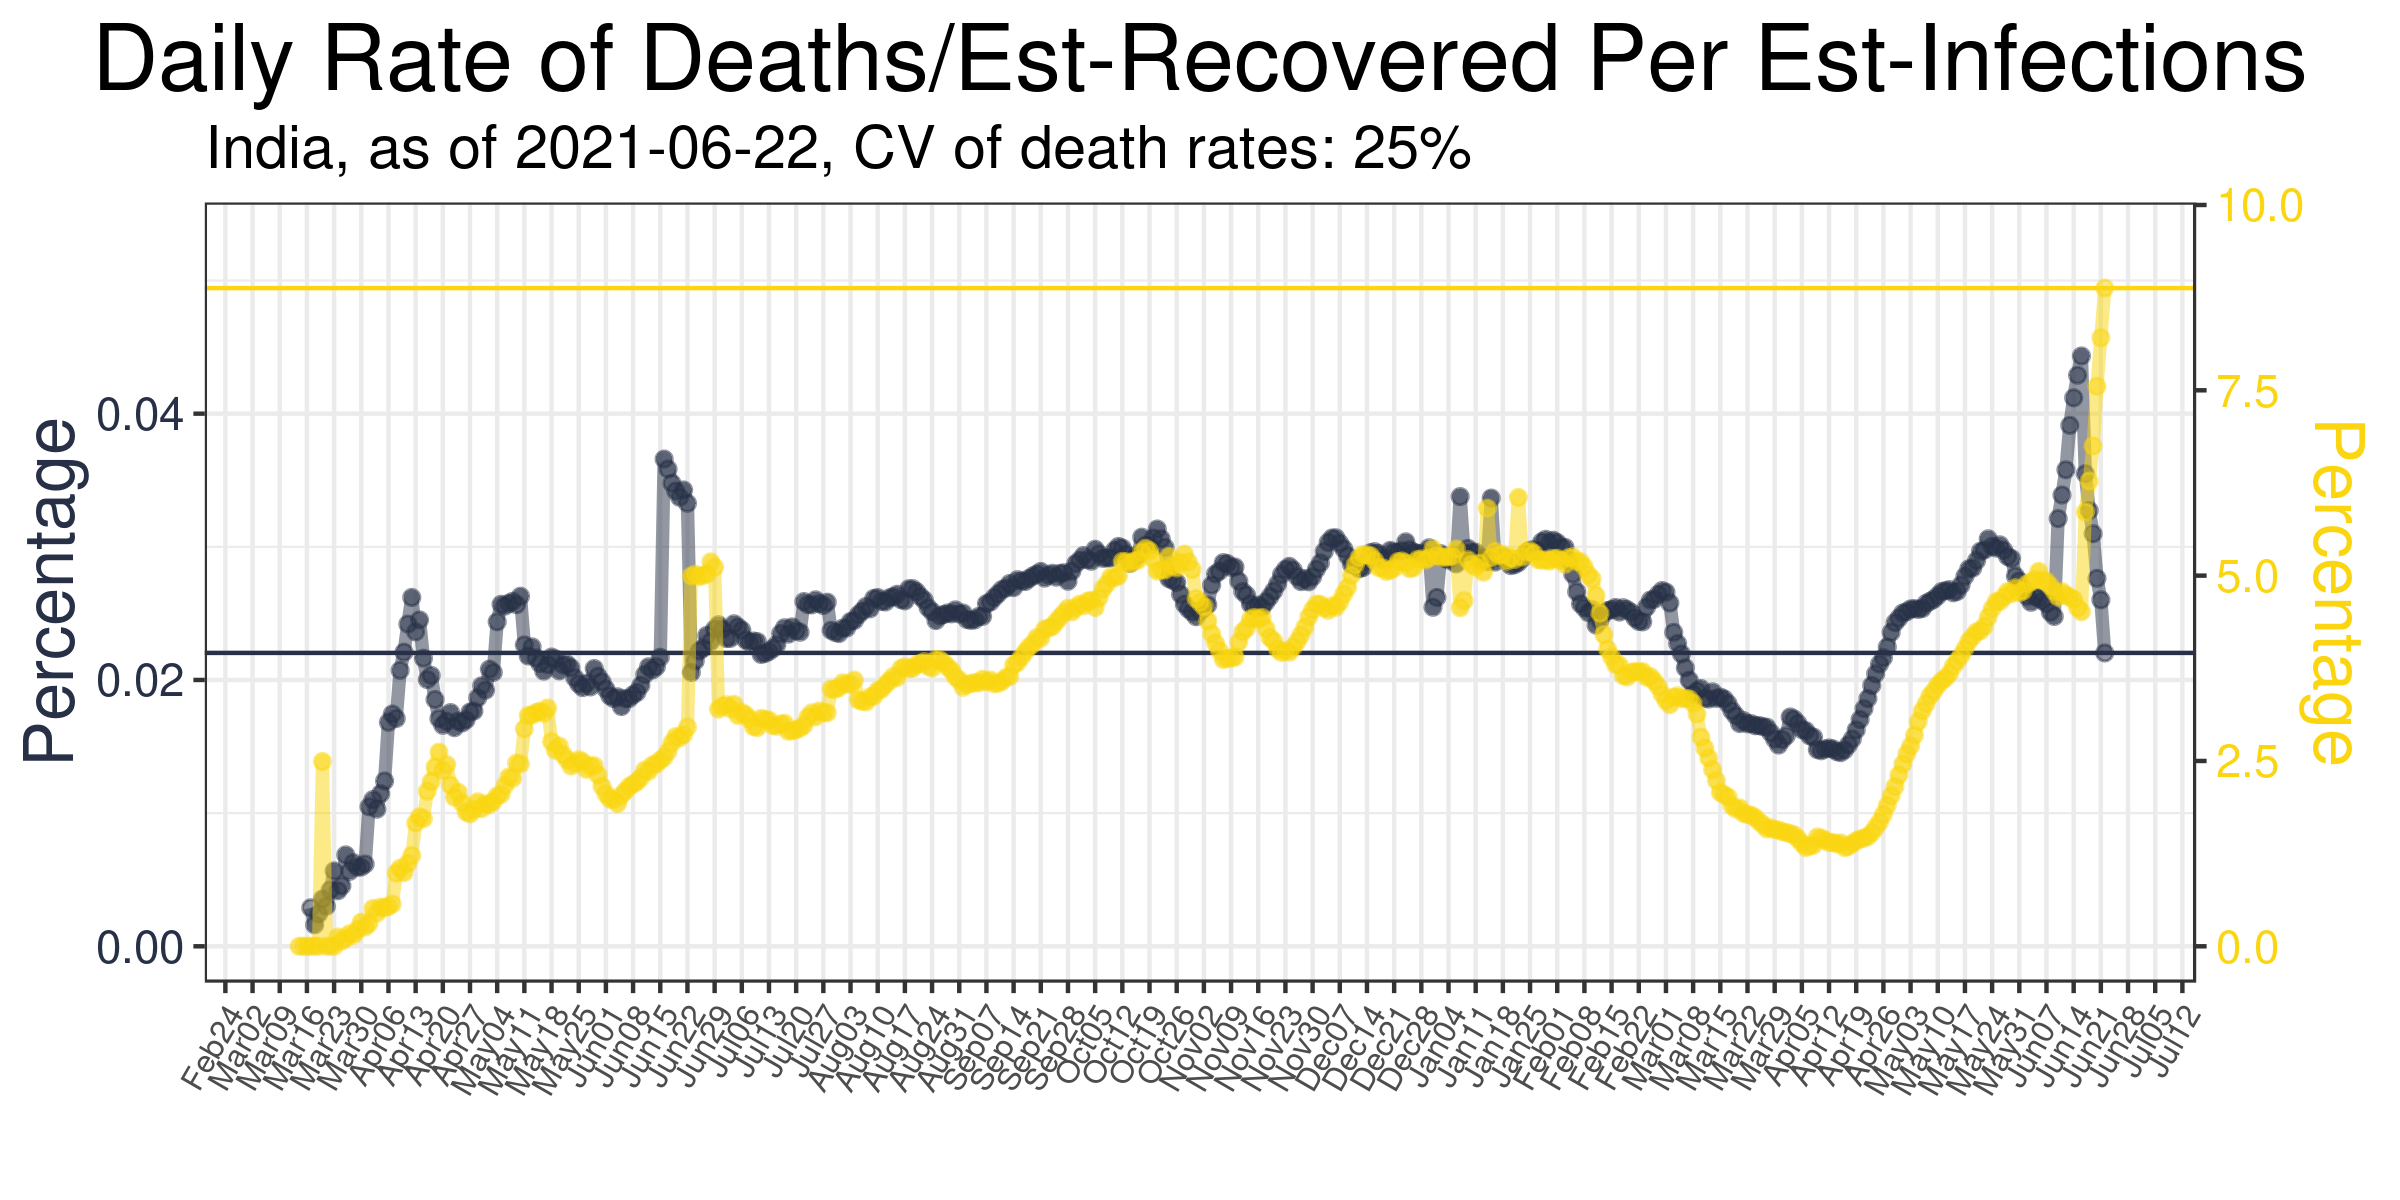 Daily Rate of Deaths/Est-Recovered Per Est-Infections
India, as of 2021-06-22, CV of death rates: 25%
Percentage
0.04
0.02
0.00
10.0
7.5
5.0
2.5
0.0
Percentage
Feb24
Mar02
Mar09
Mar16
Mar23
Mar30
Apr06
Apr13
Apr20
Apr27
May04
May11
May18
May25
Jun01
Jun08
Jun15
Jun22
Jun29
Jul06
Jul13
Jul20
Jul27
Aug03
Aug10
Aug17
Aug24
Aug31
Sep07
Sep14
Sep21
Sep28
Oct05
Oct12
Oct19
Oct26
Nov02
Nov09
Nov16
Nov23
Nov30
Dec07
Dec14
Dec21
Dec28
Jan04
Jan11
Jan18
Jan25
Feb01
Feb08
Feb15
Feb22
Mar01
Mar08
Mar15
Mar22
Mar29
Apr05
Apr12
Apr19
Apr26
May03
May10
May17
May24
May31
Jun07
Jun14
Jun21
Jun28
Jul05
Jul12